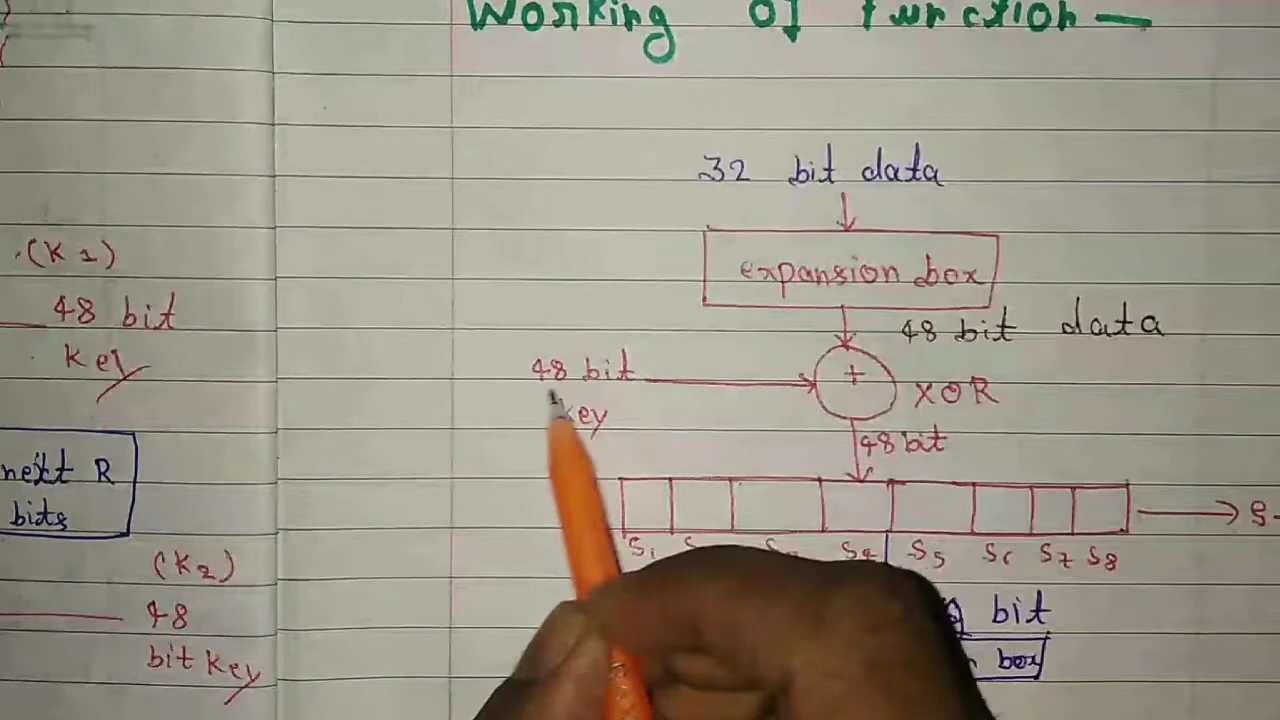 Working of function —
32 bit data
expansion box
48 bit data
48 bit
key
+
XOR
48 bit
S1 S4 S5 S6 S7 S8
bit
box
(K1)
48 bit
key
next R
bits
(K2)
48
bit key